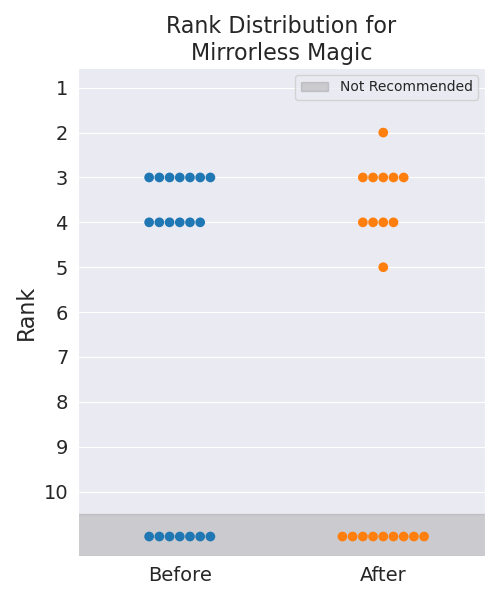 Rank Distribution for
Mirrorless Magic
Not Recommended
1
2
3
4
5
6
7
8
9
10
Rank
Before
After